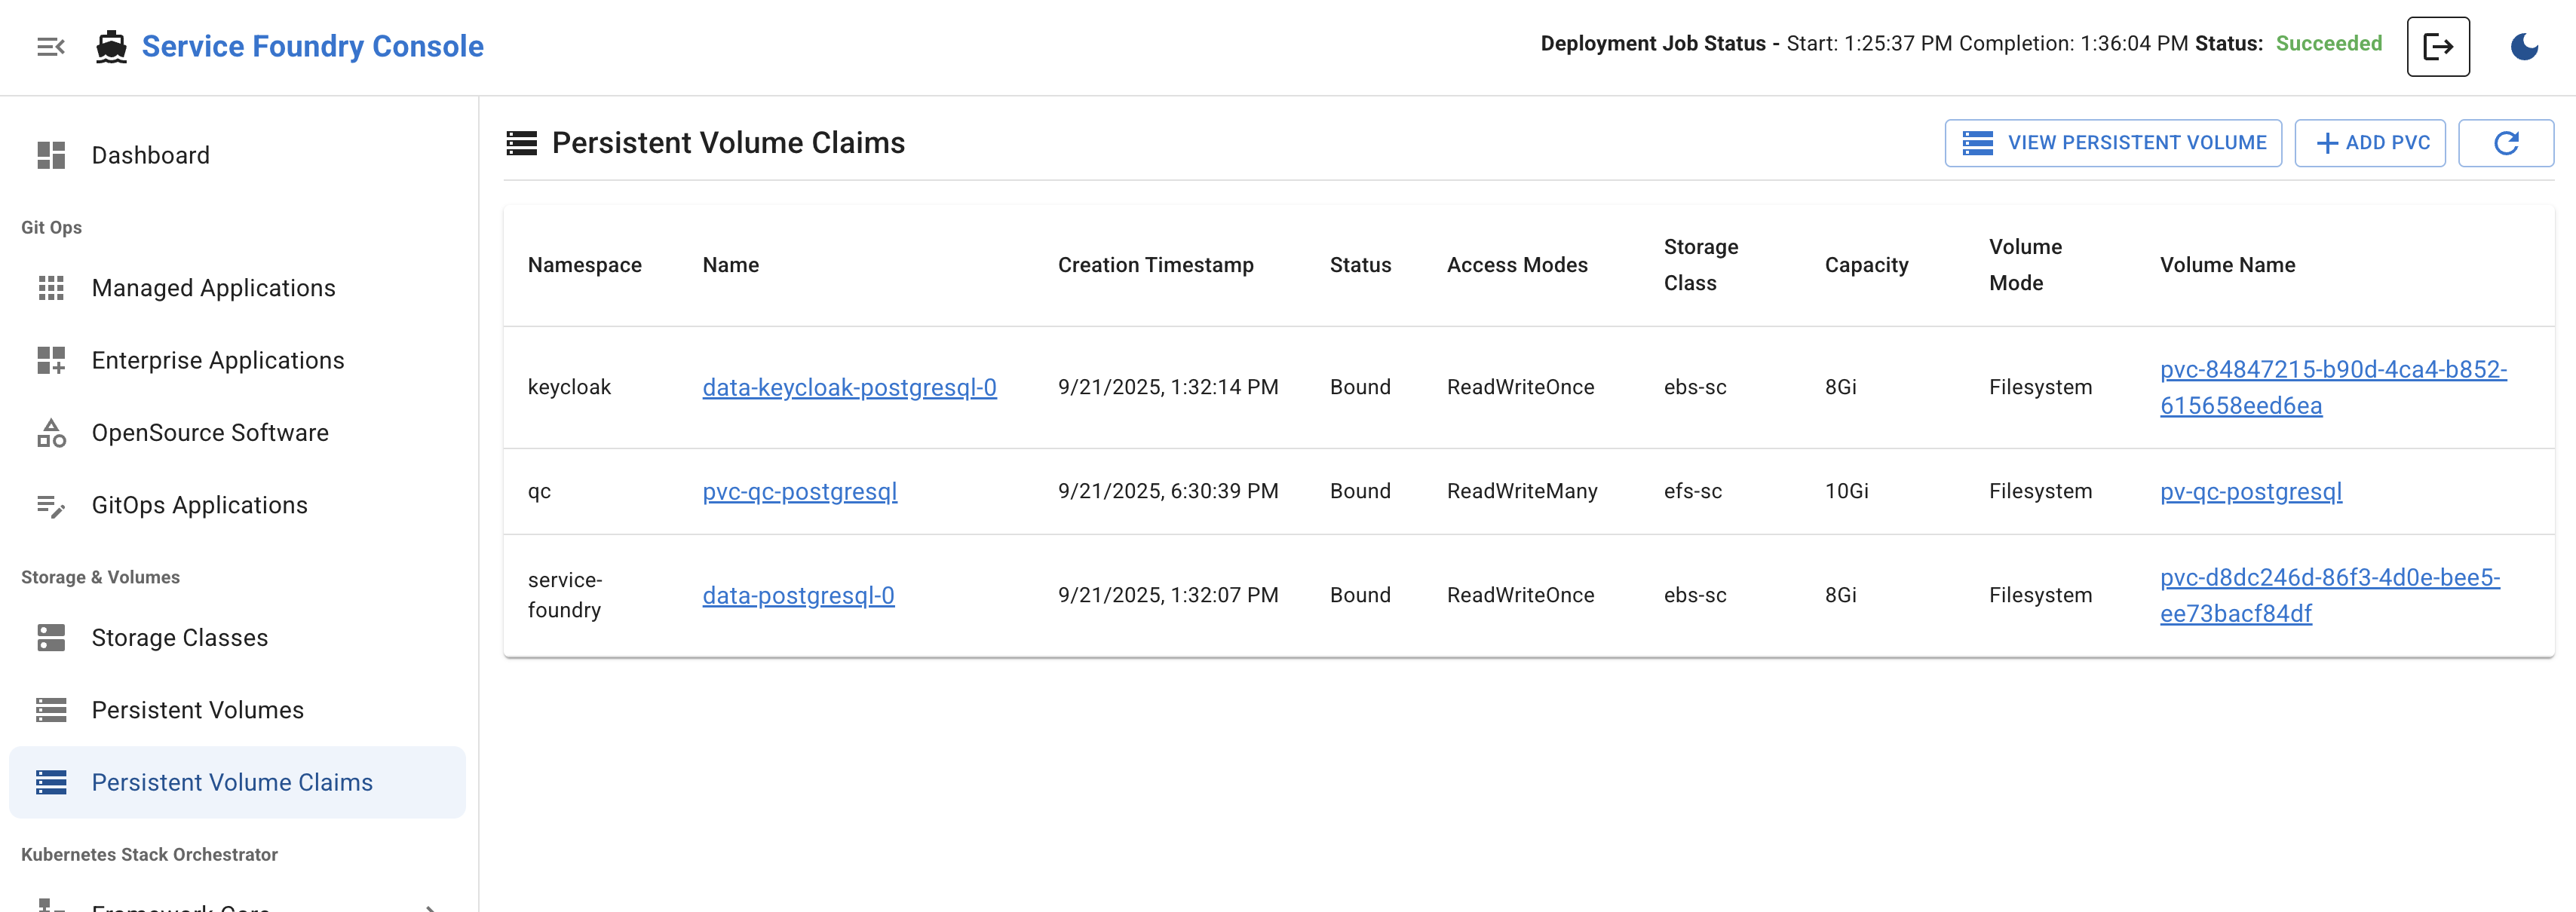 Service Foundry Console
Deployment Job Status - Start: 1:25:37 PM Completion: 1:36:04 PM Status: Succeeded
Dashboard
Git Ops
Managed Applications
Enterprise Applications
OpenSource Software
GitOps Applications
Storage & Volumes
Storage Classes
Persistent Volumes
Persistent Volume Claims
Kubernetes Stack Orchestrator
Framework Core
Persistent Volume Claims
VIEW PERSISTENT VOLUME
ADD PVC
Namespace Name Creation Timestamp Status Access Modes Storage Class Capacity Volume Mode Volume Name
keycloak data-keycloak-postgresql-0 9/21/2025, 1:32:14 PM Bound ReadWriteOnce ebs-sc 8Gi Filesystem pvc-84847215-b90d-4ca4-b852-
615658eed6ea
qc pvc-qc-postgresql 9/21/2025, 6:30:39 PM Bound ReadWriteMany efs-sc 10Gi Filesystem pv-qc-postgresql
service-
foundry data-postgresql-0 9/21/2025, 1:32:07 PM Bound ReadWriteOnce ebs-sc 8Gi Filesystem pvc-d8dc246d-86f3-4d0e-bee5-
ee73bacf84df